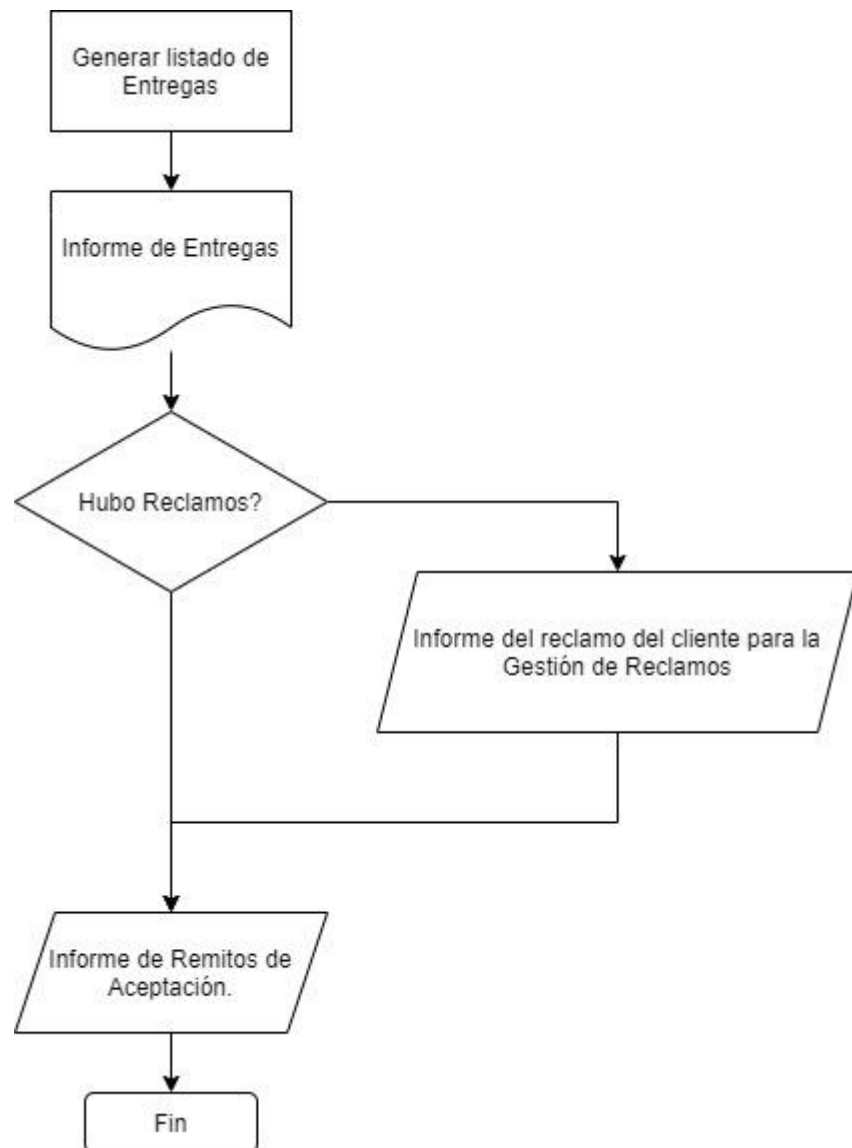 Generar listado de
Entregas
Informe de Entregas
Hubo Reclamos?
Informe del reclamo del cliente para la
Gestión de Reclamos
Informe de Remitos de
Aceptación.
Fin